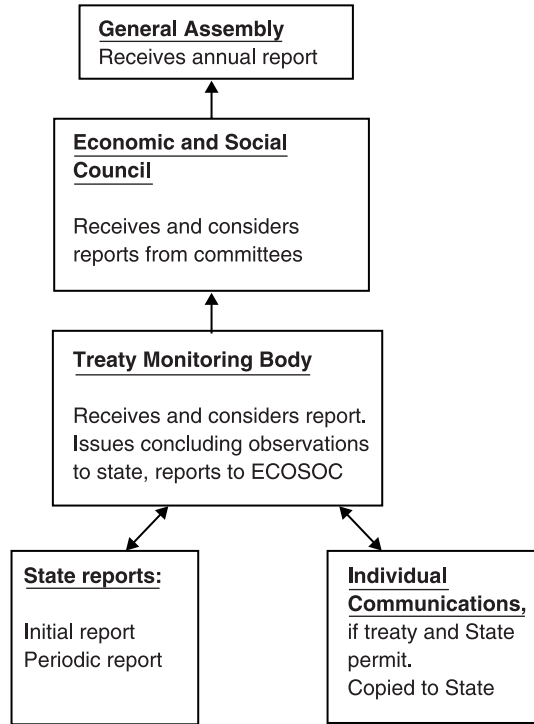 General Assembly
Receives annual report
Economic and Social
Council
Receives and considers
reports from committees
Treaty Monitoring Body
Receives and considers report.
Issues concluding observations
to state, reports to ECOSOC
State reports:
Initial report
Periodic report
Individual
Communications,
if treaty and State
permit.
Copied to State